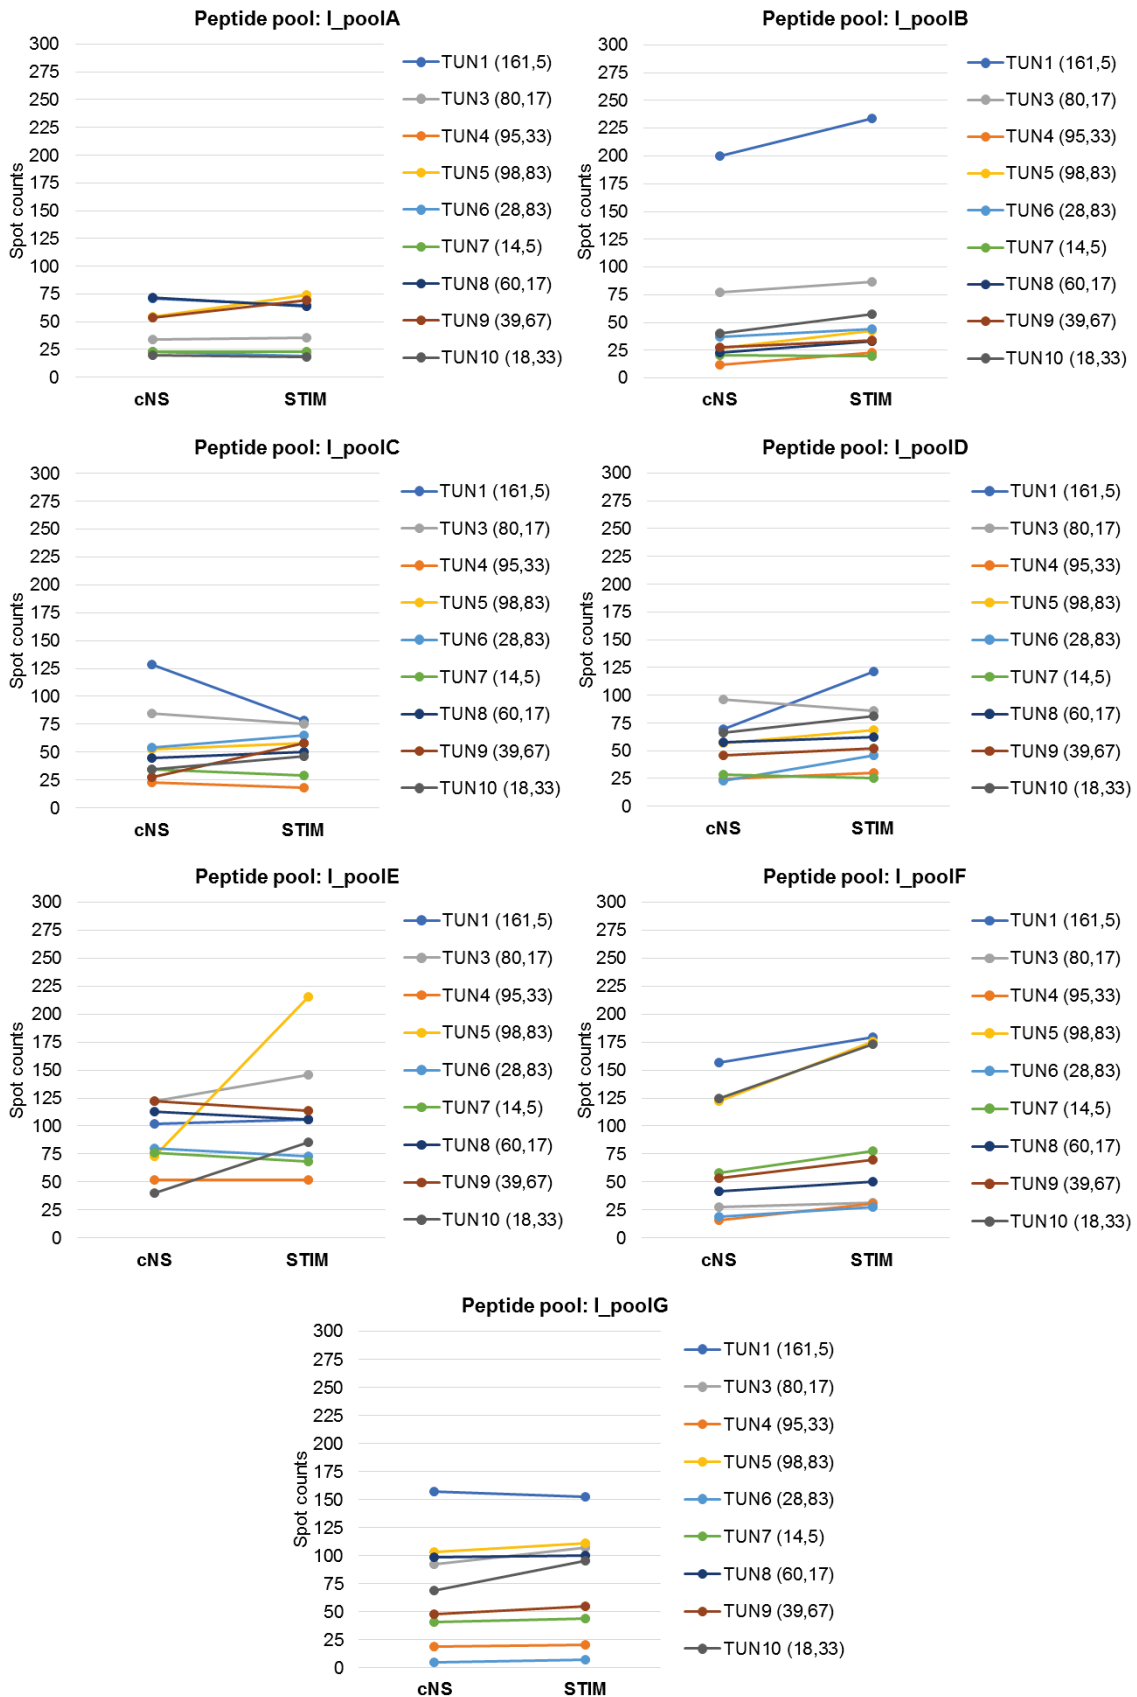 Peptide pool: I_poolA
Spot counts
300
275
250
225
200
175
150
125
100
75
50
25
0
cNS STIM
TUN1 (161,5)
TUN3 (80,17)
TUN4 (95,33)
TUN5 (98,83)
TUN6 (28,83)
TUN7 (14,5)
TUN8 (60,17)
TUN9 (39,67)
TUN10 (18,33)
Peptide pool: I_poolB
Spot counts
300
275
250
225
200
175
150
125
100
75
50
25
0
cNS STIM
TUN1 (161,5)
TUN3 (80,17)
TUN4 (95,33)
TUN5 (98,83)
TUN6 (28,83)
TUN7 (14,5)
TUN8 (60,17)
TUN9 (39,67)
TUN10 (18,33)
Peptide pool: I_poolC
Spot counts
300
275
250
225
200
175
150
125
100
75
50
25
0
cNS STIM
TUN1 (161,5)
TUN3 (80,17)
TUN4 (95,33)
TUN5 (98,83)
TUN6 (28,83)
TUN7 (14,5)
TUN8 (60,17)
TUN9 (39,67)
TUN10 (18,33)
Peptide pool: I_poolD
Spot counts
300
275
250
225
200
175
150
125
100
75
50
25
0
cNS STIM
TUN1 (161,5)
TUN3 (80,17)
TUN4 (95,33)
TUN5 (98,83)
TUN6 (28,83)
TUN7 (14,5)
TUN8 (60,17)
TUN9 (39,67)
TUN10 (18,33)
Peptide pool: I_poolE
Spot counts
300
275
250
225
200
175
150
125
100
75
50
25
0
cNS STIM
TUN1 (161,5)
TUN3 (80,17)
TUN4 (95,33)
TUN5 (98,83)
TUN6 (28,83)
TUN7 (14,5)
TUN8 (60,17)
TUN9 (39,67)
TUN10 (18,33)
Peptide pool: I_poolF
Spot counts
300
275
250
225
200
175
150
125
100
75
50
25
0
cNS STIM
TUN1 (161,5)
TUN3 (80,17)
TUN4 (95,33)
TUN5 (98,83)
TUN6 (28,83)
TUN7 (14,5)
TUN8 (60,17)
TUN9 (39,67)
TUN10 (18,33)
Peptide pool: I_poolG
Spot counts
300
275
250
225
200
175
150
125
100
75
50
25
0
cNS STIM
TUN1 (161,5)
TUN3 (80,17)
TUN4 (95,33)
TUN5 (98,83)
TUN6 (28,83)
TUN7 (14,5)
TUN8 (60,17)
TUN9 (39,67)
TUN10 (18,33)